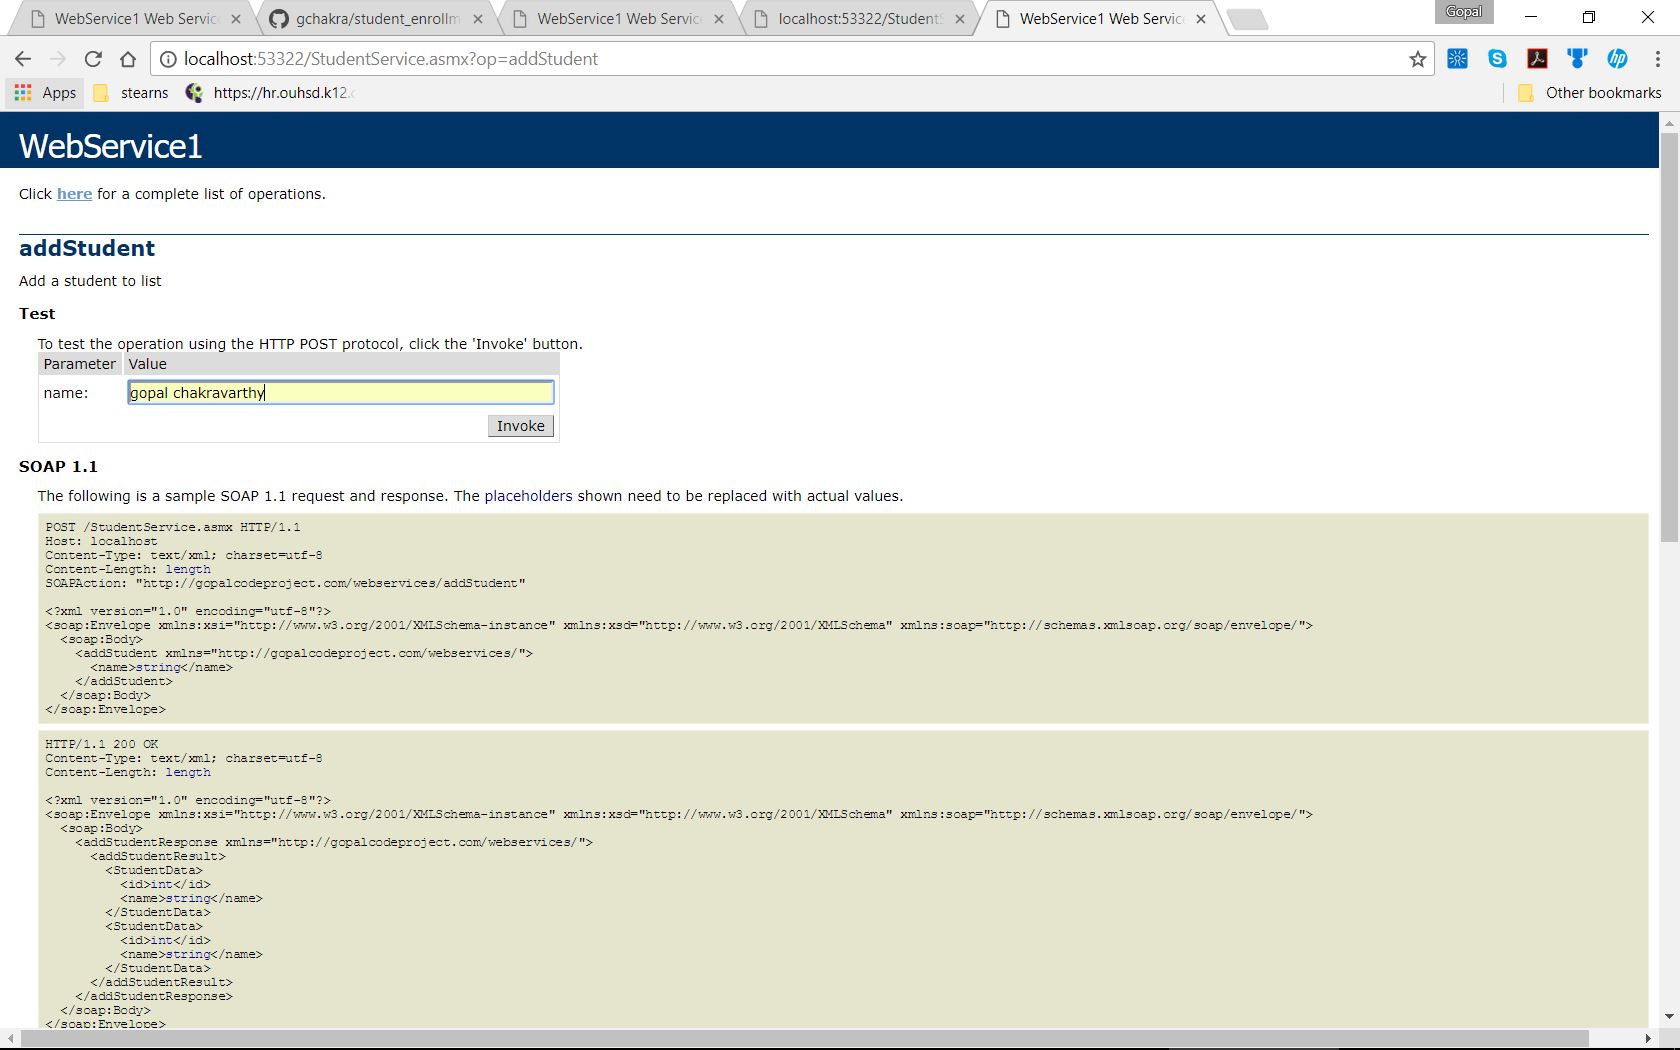 WebService1 Web Servic
gchakra/student_enrollm
WebService1 Web Servic
localhost:53322/StudentS
WebService1 Web Servic
Gopal
localhost:53322/StudentService.asmx?op=addStudent
Apps
stearns
https://hr.ouhsd.k12.
Other bookmarks
WebService1
Click here for a complete list of operations.
addStudent
Add a student to list
Test
To test the operation using the HTTP POST protocol, click the 'Invoke' button.
Parameter Value
name: gopal chakravarthy
Invoke
SOAP 1.1
The following is a sample SOAP 1.1 request and response. The placeholders shown need to be replaced with actual values.
POST /StudentService.asmx HTTP/1.1
Host: localhost
Content-Type: text/xml; charset=utf-8
Content-Length: length
SOAPAction: "http://gopalcodeproject.com/webservices/addStudent"
<?xml version="1.0" encoding="utf-8"?>
<soap:Envelope xmlns:xsi="http://www.w3.org/2001/XMLSchema-instance" xmlns:xsd="http://www.w3.org/2001/XMLSchema" xmlns:soap="http://schemas.xmlsoap.org/soap/envelope/">
<soap:Body>
<addStudent xmlns="http://gopalcodeproject.com/webservices/">
<name>string</name>
</addStudent>
</soap:Body>
</soap:Envelope>
HTTP/1.1 200 OK
Content-Type: text/xml; charset=utf-8
Content-Length: length
<?xml version="1.0" encoding="utf-8"?>
<soap:Envelope xmlns:xsi="http://www.w3.org/2001/XMLSchema-instance" xmlns:xsd="http://www.w3.org/2001/XMLSchema" xmlns:soap="http://schemas.xmlsoap.org/soap/envelope/">
<soap:Body>
<addStudentResponse xmlns="http://gopalcodeproject.com/webservices/">
<addStudentResult>
<StudentData>
<id>int</id>
<name>string</name>
</StudentData>
<StudentData>
<id>int</id>
<name>string</name>
</StudentData>
</addStudentResult>
</addStudentResponse>
</soap:Body>
</soap:Envelope>